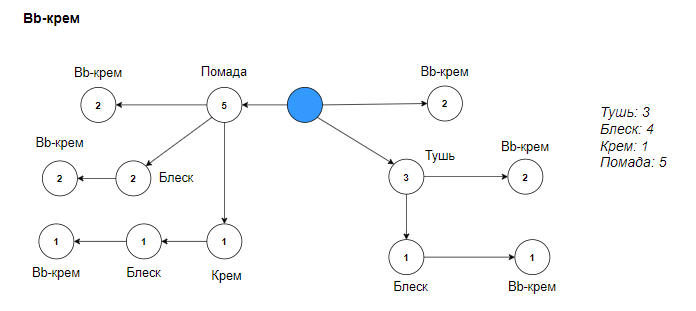 Bb-крем
Bb-крем
Помада
Bb-крем
2
5
2
Тушь: 3
Блеск: 4
Крем: 1
Помада: 5
Bb-крем
2
2
Блеск
Тушь
3
Bb-крем
2
1
Bb-крем
1
Блеск
1
Крем
1
Блеск
1
Bb-крем